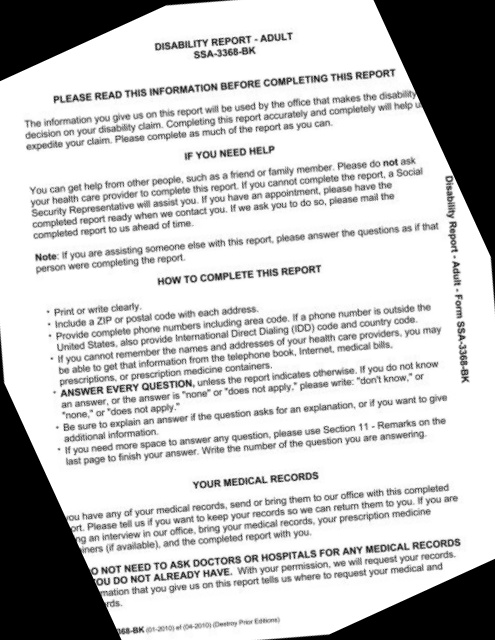 DISABILITY REPORT - ADULT
SSA-3368-BK
PLEASE READ THIS INFORMATION BEFORE COMPLETING THIS REPORT
The information you give us on this report will be used by the office that makes the disability
decision on your disability claim. Completing this report accurately and completely will help
expedite your claim. Please complete as much of the report as you can.
IF YOU NEED HELP
You can get help from other people, such as a friend or family member. Please do not ask
your health care provider to complete this report. If you cannot complete the report, a Social
Security Representative will assist you. If you have an appointment, please have the
completed report ready when we contact you. If we ask you to do so, please mail the
completed report to us ahead of time.
Note: If you are assisting someone else with this report, please answer the questions as if that
person were completing the report.
HOW TO COMPLETE THIS REPORT
• Print or write clearly.
• Include a ZIP or postal code with each address.
• Provide complete phone numbers including area code. If a phone number is outside the
United States, also provide International Direct Dialing (IDD) code and country code.
• If you cannot remember the names and addresses of your health care providers, you may
be able to get that information from the telephone book, Internet, medical bills,
prescriptions, or prescription medicine containers.
• ANSWER EVERY QUESTION, unless the report indicates otherwise. If you do not know
an answer, or the answer is "none" or "does not apply," please write: "don't know," or
"none," or "does not apply."
• Be sure to explain an answer if the question asks for an explanation, or if you want to give
additional information.
• If you need more space to answer any question, please use Section 11 - Remarks on the
last page to finish your answer. Write the number of the question you are answering.
YOUR MEDICAL RECORDS
you have any of your medical records, send or bring them to our office with this completed
ort. Please tell us if you want to keep your records so we can return them to you. If you are
ng an interview in our office, bring your medical records, your prescription medicine
iners (if available), and the completed report with you.
O NOT NEED TO ASK DOCTORS OR HOSPITALS FOR ANY MEDICAL RECORDS
OU DO NOT ALREADY HAVE. With your permission, we will request your records.
mation that you give us on this report tells us where to request your medical and
rds.
368-BK (01-2010) ef (04-2010) (Destroy Prior Editions)
Disability Report - Adult - Form SSA-3368-BK